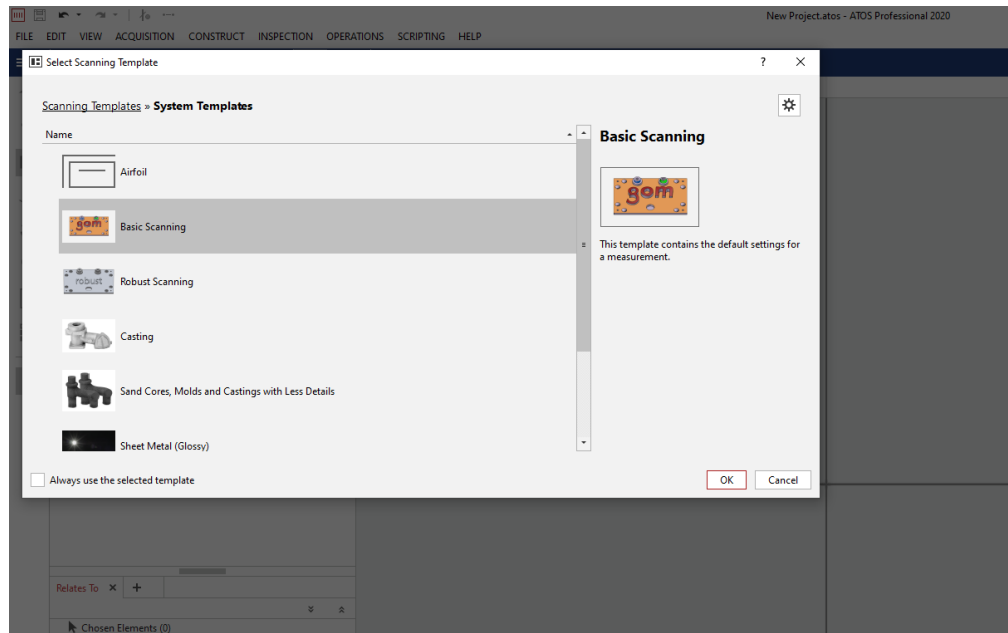 New Project.atos - ATOS Professional 2020
FILE EDIT VIEW ACQUISITION CONSTRUCT INSPECTION OPERATIONS SCRIPTING HELP
Select Scanning Template
Scanning Templates » System Templates
Name
Airfoil
gom
Basic Scanning
robust
Robust Scanning
Casting
Sand Cores, Molds and Castings with Less Details
Sheet Metal (Glossy)
Basic Scanning
gom
This template contains the default settings for
a measurement.
Always use the selected template
OK Cancel
Relates To
Chosen Elements (0)